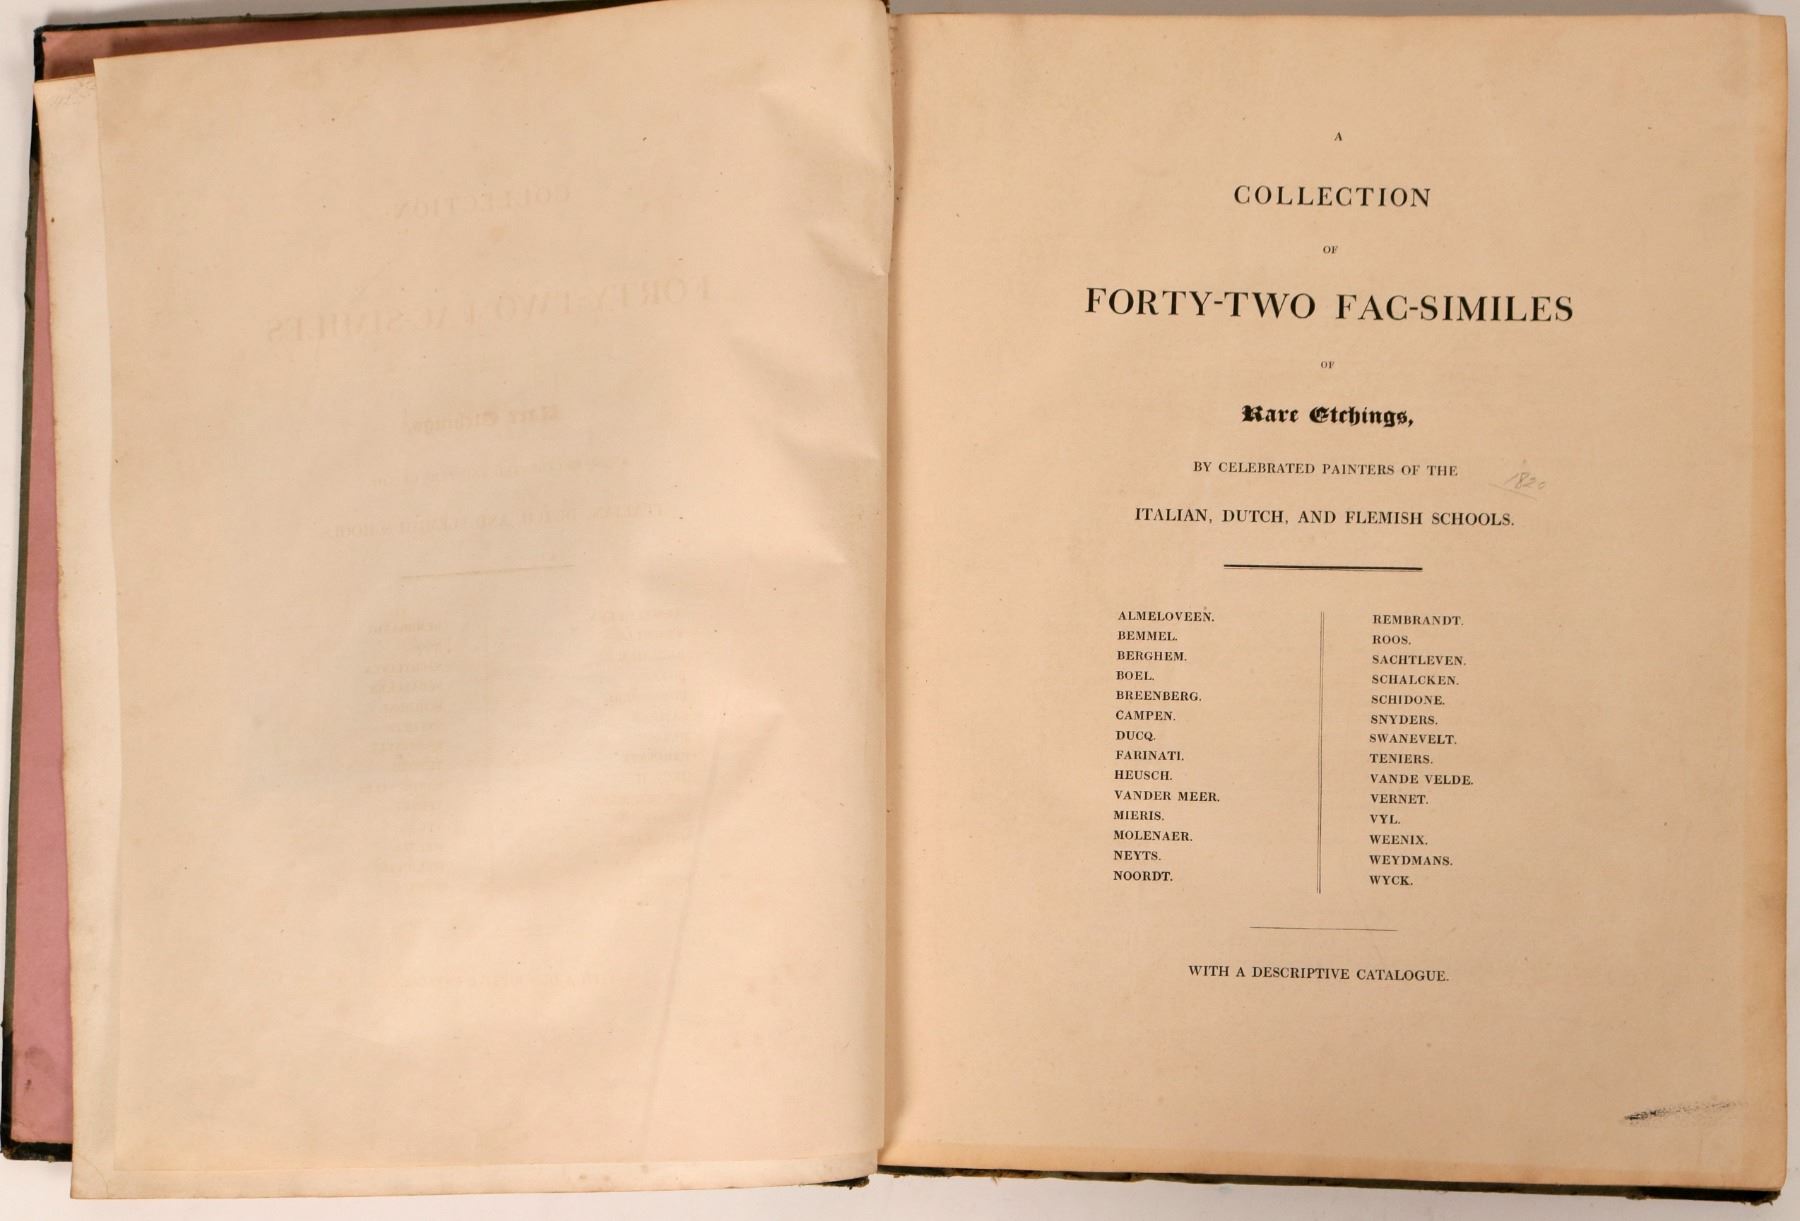 A
COLLECTION
OF
FORTY-TWO FAC-SIMILES
OF
Rare Etchings,
BY CELEBRATED PAINTERS OF THE
1820
ITALIAN, DUTCH, AND FLEMISH SCHOOLS.
ALMELOVEEN.
BEMMEL.
BERGHEM.
BOEL.
BREENBERG.
CAMPEN.
DUCQ.
FARINATI.
HEUSCH.
VANDER MEER.
MIERIS.
MOLENAER.
NEYTS.
NOORDT.
REMBRANDT.
ROOS.
SACHTLEVEN.
SCHALCKEN.
SCHIDONE.
SNYDERS.
SWANEVELT.
TENIERS.
VANDE VELDE.
VERNET.
VYL.
WEENIX.
WEYDMANS.
WYCK.
WITH A DESCRIPTIVE CATALOGUE.